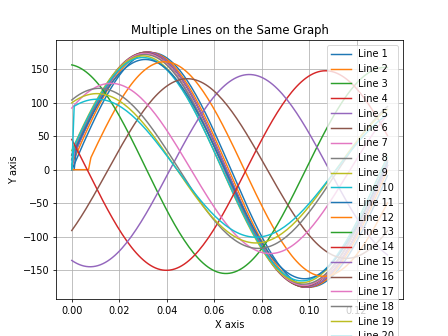 Multiple Lines on the Same Graph
Y axis
150
100
50
0
−50
−100
−150
0.00
0.02
0.04
0.06
0.08
0.10
X axis
Line 1
Line 2
Line 3
Line 4
Line 5
Line 6
Line 7
Line 8
Line 9
Line 10
Line 11
Line 12
Line 13
Line 14
Line 15
Line 16
Line 17
Line 18
Line 19
Line 20